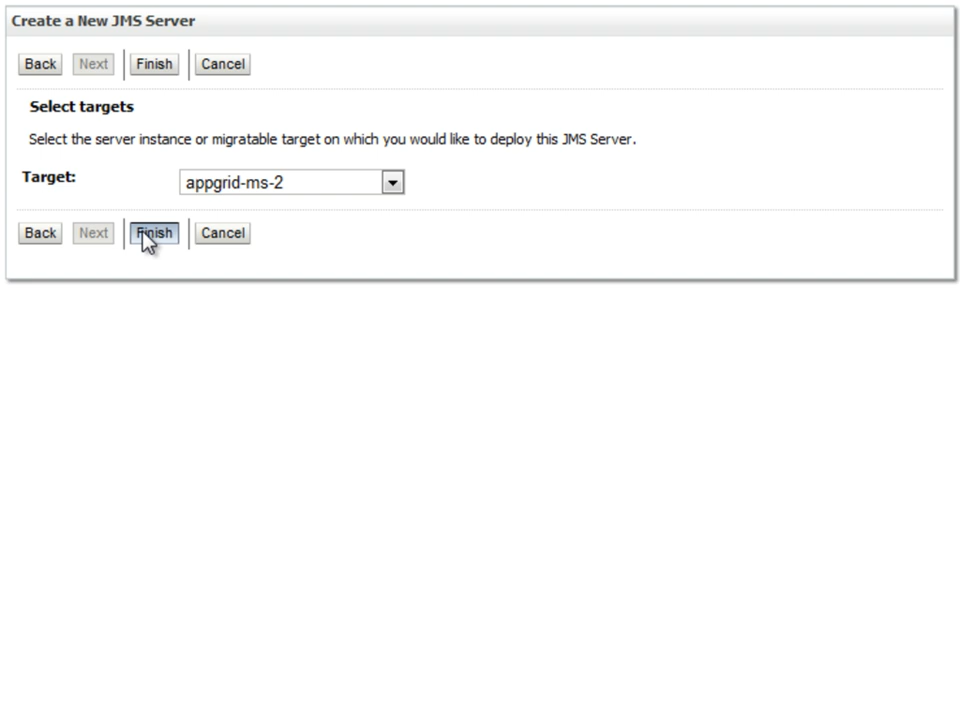 Create a New JMS Server
Back Next Finish Cancel
Select targets
Select the server instance or migratable target on which you would like to deploy this JMS Server.
Target: appgrid-ms-2
Back Next Finish Cancel